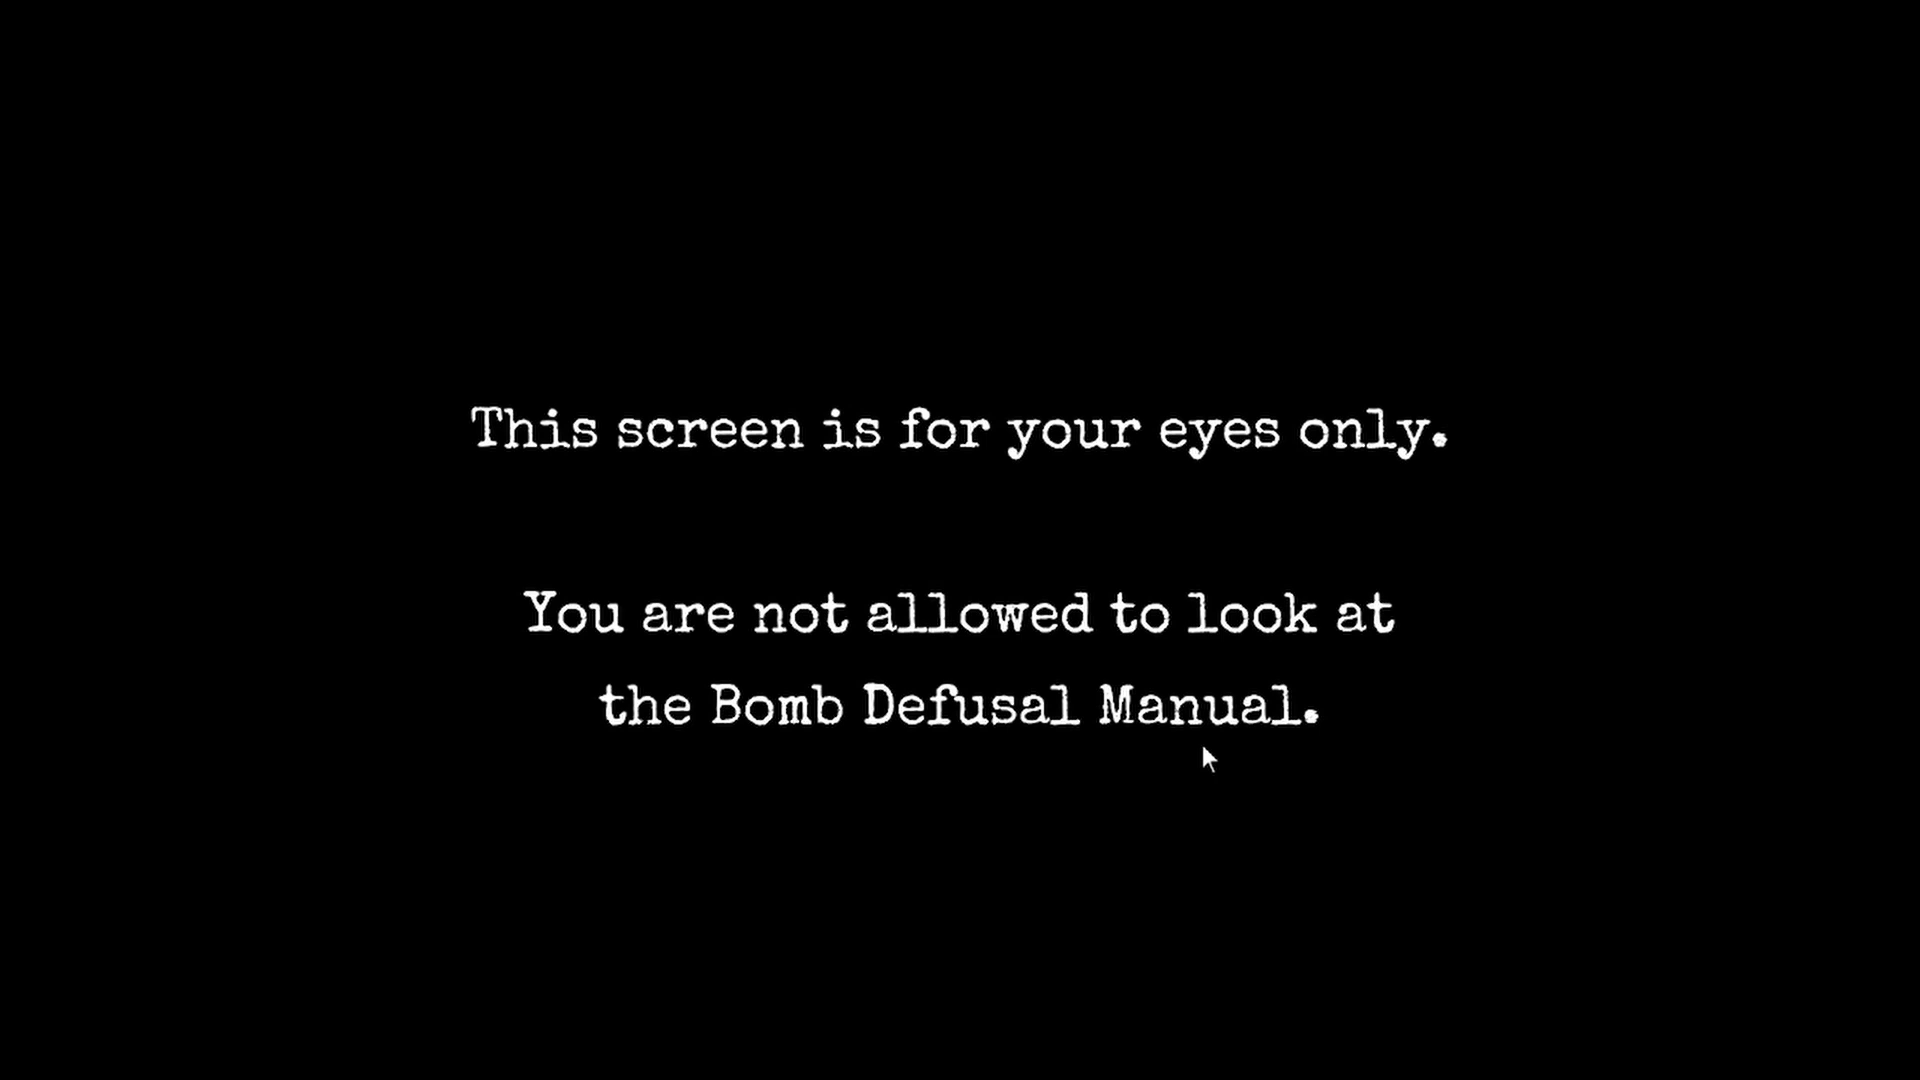 This screen is for your eyes only.
You are not allowed to look at
the Bomb Defusal Manual.